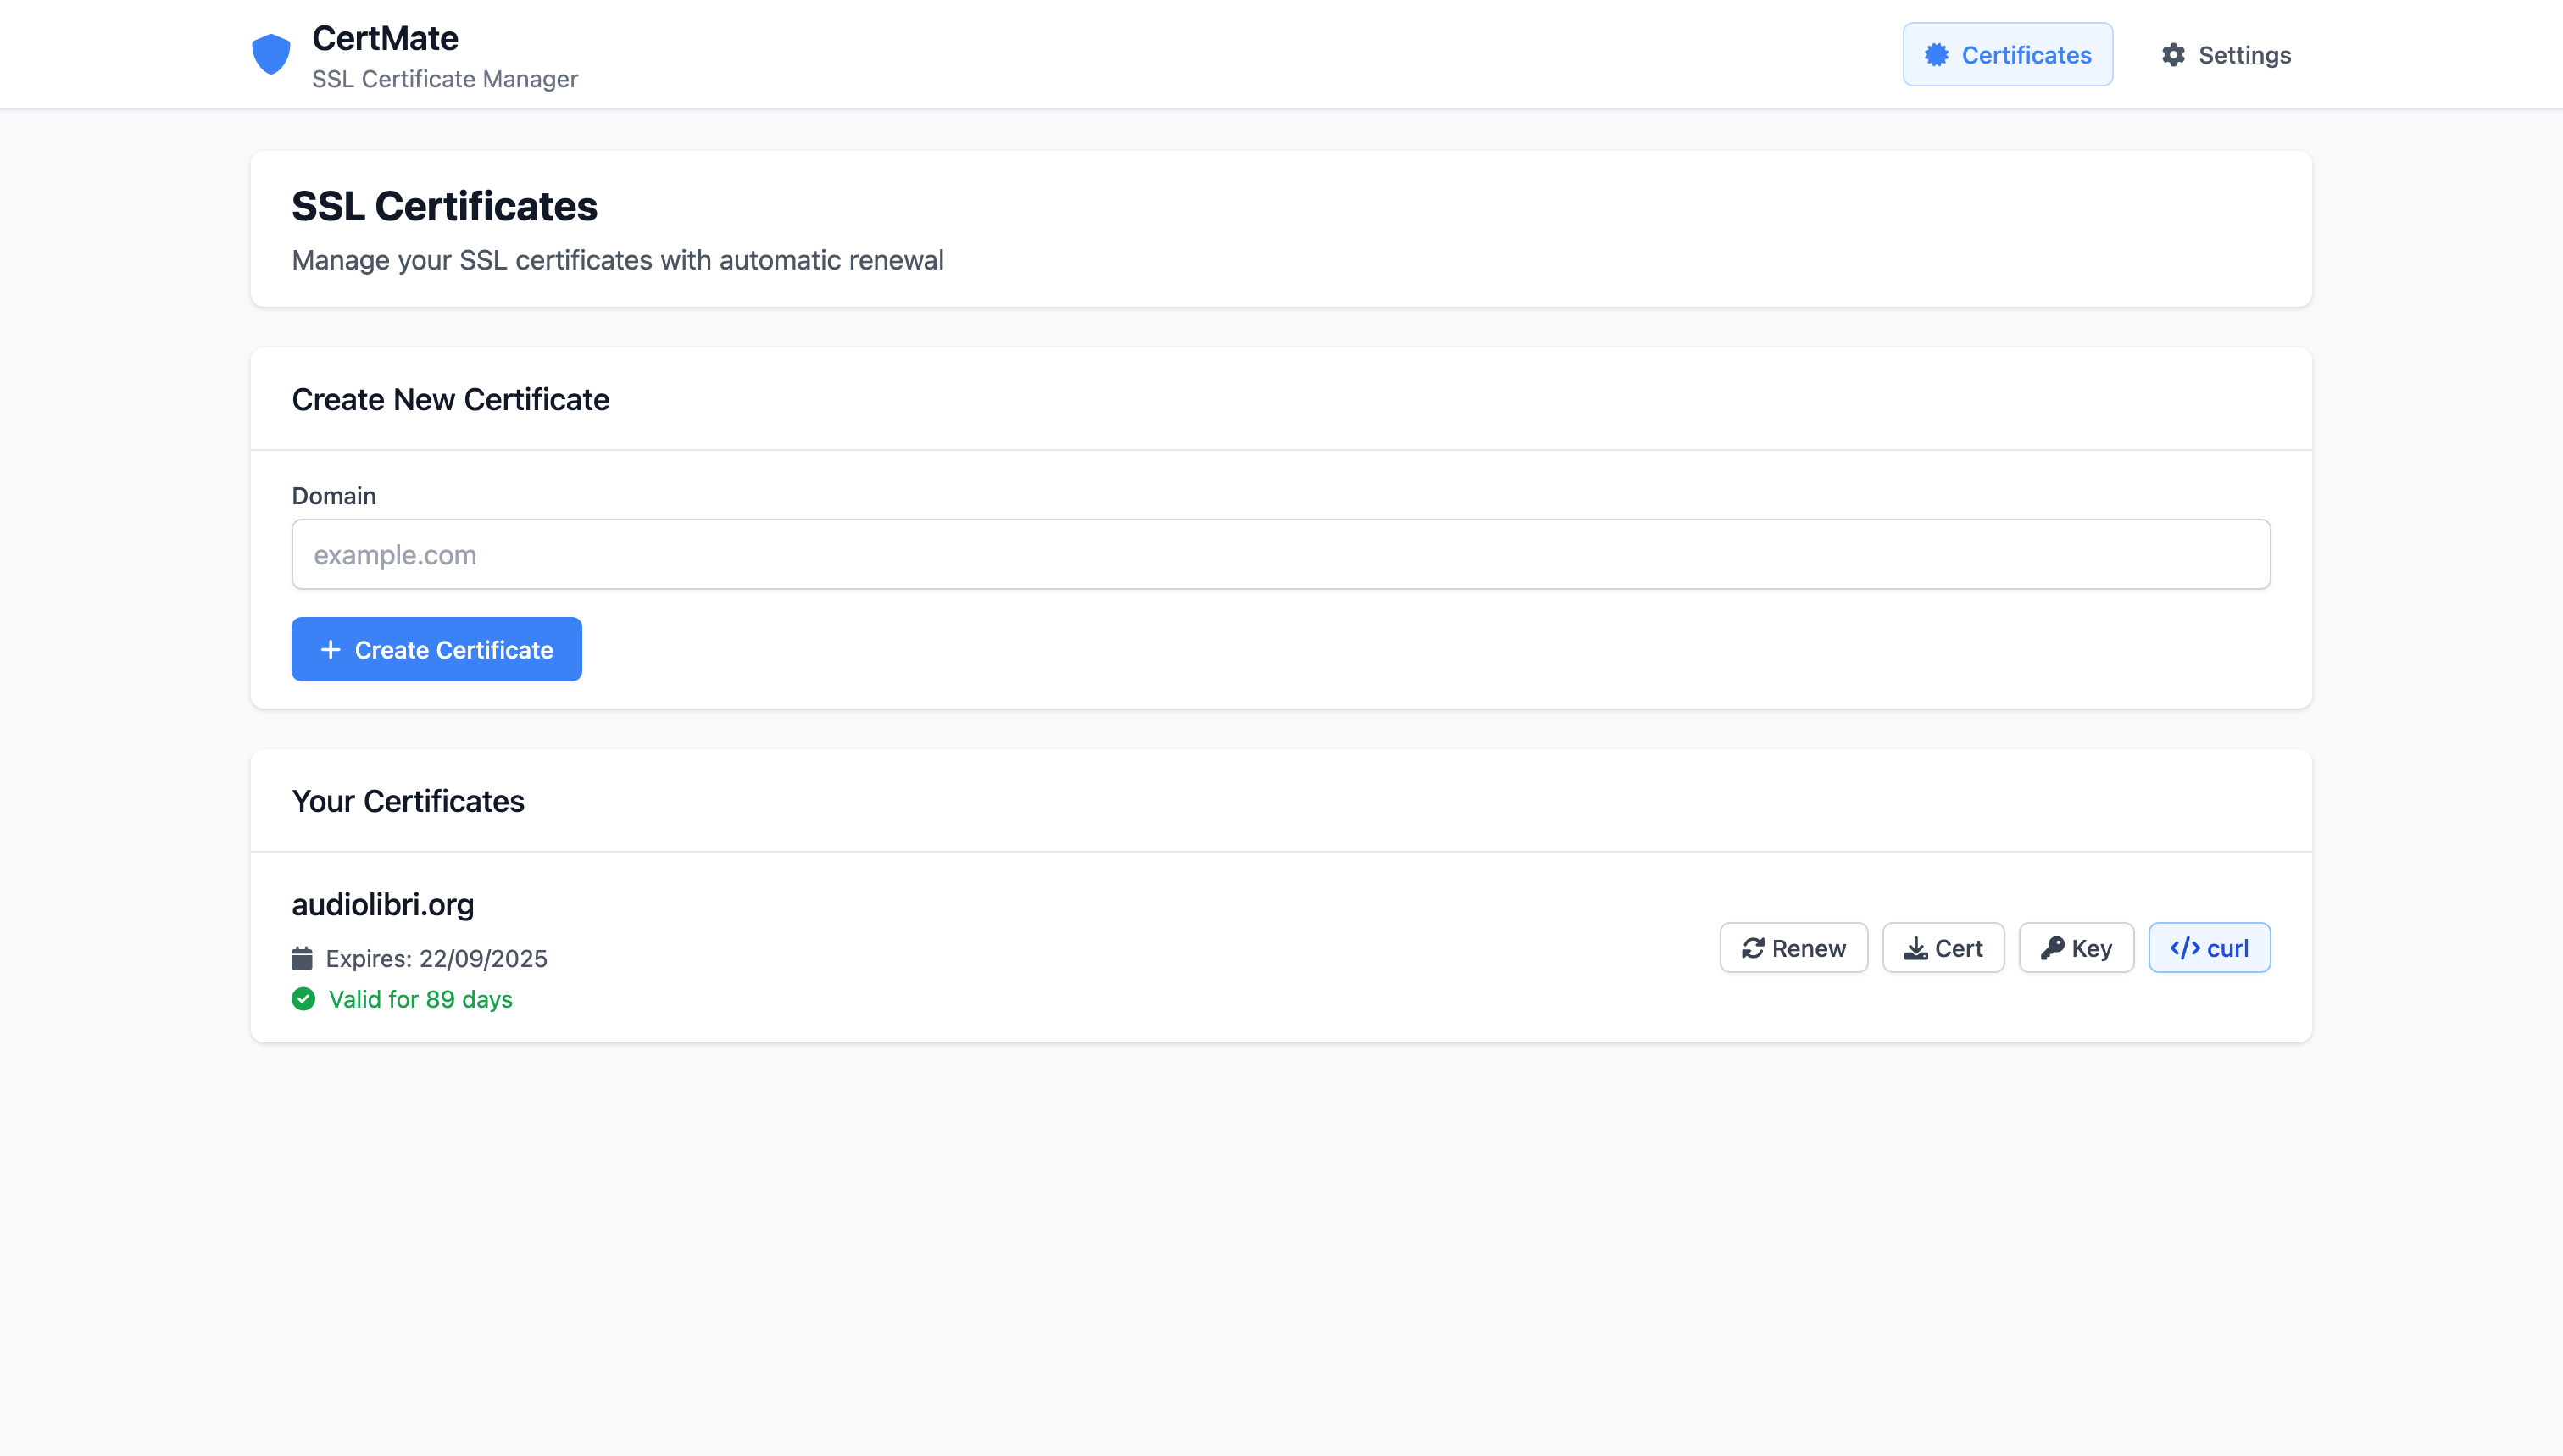 CertMate
SSL Certificate Manager
Certificates
Settings
SSL Certificates
Manage your SSL certificates with automatic renewal
Create New Certificate
Domain
example.com
+ Create Certificate
Your Certificates
audiolibri.org
Expires: 22/09/2025
Valid for 89 days
Renew
Cert
Key
</> curl